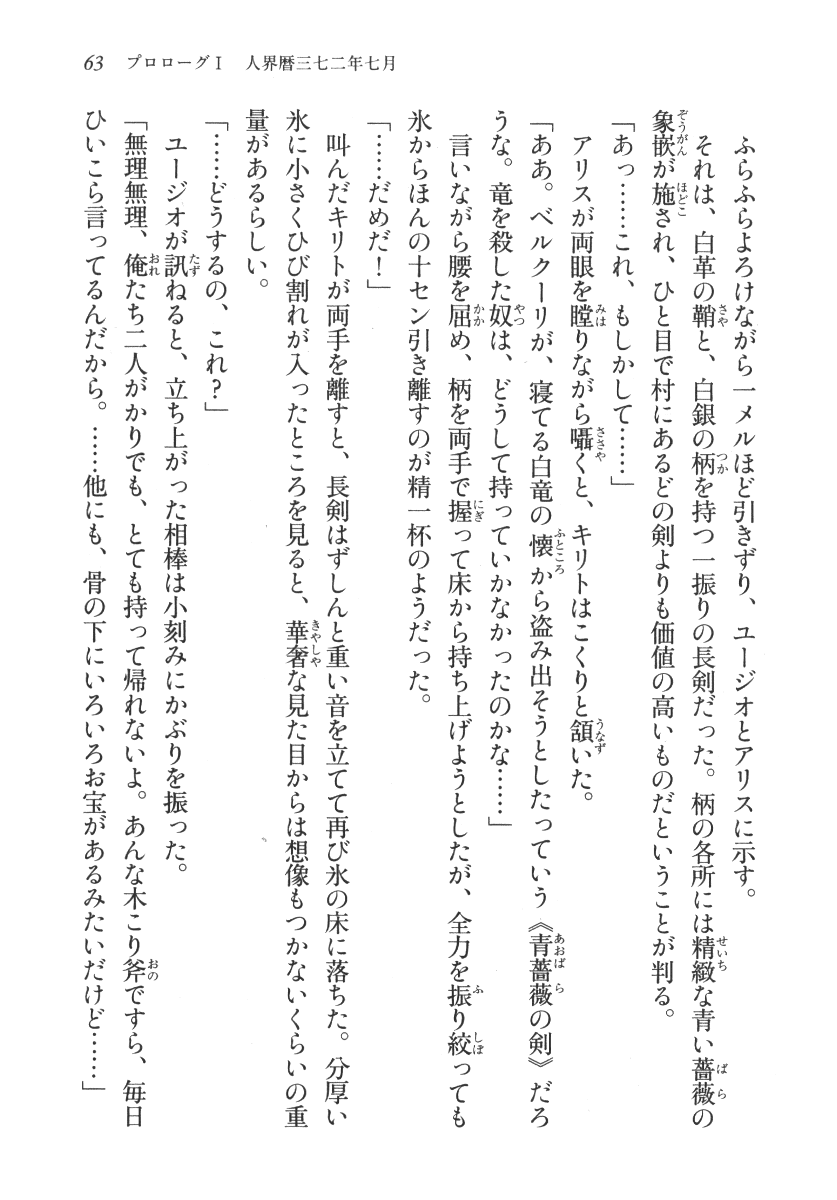 63　プロローグⅠ　人界暦三七二年七月
　ふらふらよろけながら一メルほど引きずり、ユージオとアリスに示す。
　それは、白革の鞘と、白銀の柄を持つ一振りの長剣だった。柄の各所には精緻な青い薔薇の
象嵌が施され、ひと目で村にあるどの剣よりも価値の高いものだということが判る。
「あっ……これ、もしかして……」
　アリスが両眼を瞠りながら囁くと、キリトはこくりと頷いた。
「ああ。ベルクーリが、寝てる白竜の懐から盗み出そうとしたっていう《青薔薇の剣》だろ
うな。竜を殺した奴は、どうして持っていかなかったのかな……」
　言いながら腰を屈め、柄を両手で握って床から持ち上げようとしたが、全力を振り絞っても
氷からほんの十セン引き離すのが精一杯のようだった。
「……だめだ！」
　叫んだキリトが両手を離すと、長剣はずしんと重い音を立てて再び氷の床に落ちた。分厚い
氷に小さくひび割れが入ったところを見ると、華奢な見た目からは想像もつかないくらいの重
量があるらしい。
「……どうするの、これ？」
　ユージオが訊ねると、立ち上がった相棒は小刻みにかぶりを振った。
「無理無理、俺たち二人がかりでも、とても持って帰れないよ。あんな木こり斧ですら、毎日
ひいこら言ってるんだから。……他にも、骨の下にいろいろお宝があるみたいだけど……」